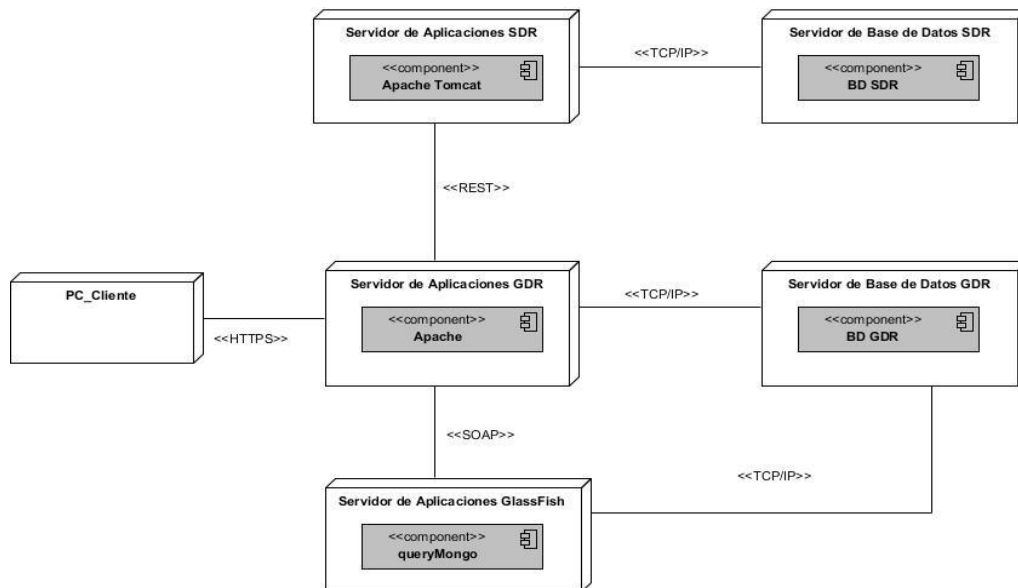 Servidor de Aplicaciones SDR
<<component>>
Apache Tomcat
<<TCP/IP>>
Servidor de Base de Datos SDR
<<component>>
BD SDR
<<REST>>
PC_Cliente
<<HTTPS>>
Servidor de Aplicaciones GDR
<<component>>
Apache
<<TCP/IP>>
Servidor de Base de Datos GDR
<<component>>
BD GDR
<<SOAP>>
<<TCP/IP>>
Servidor de Aplicaciones GlassFish
<<component>>
queryMongo